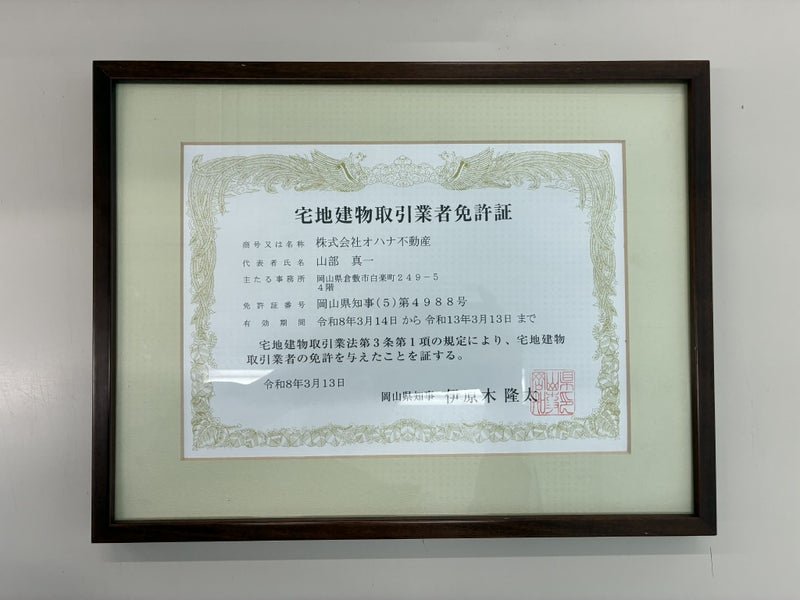 宅地建物取引業者免許証
商号又は名称 株式会社オハナ不動産
代表者氏名 山部 真一
主たる事務所 岡山県倉敷市白楽町249-5
4階
免許証番号 岡山県知事(5)第4988号
有効期間 令和8年3月14日 から 令和13年3月13日 まで
宅地建物取引業法第3条第1項の規定により、宅地建物
取引業者の免許を与えたことを証する。
令和8年3月13日
岡山県知事 伊原木 隆太